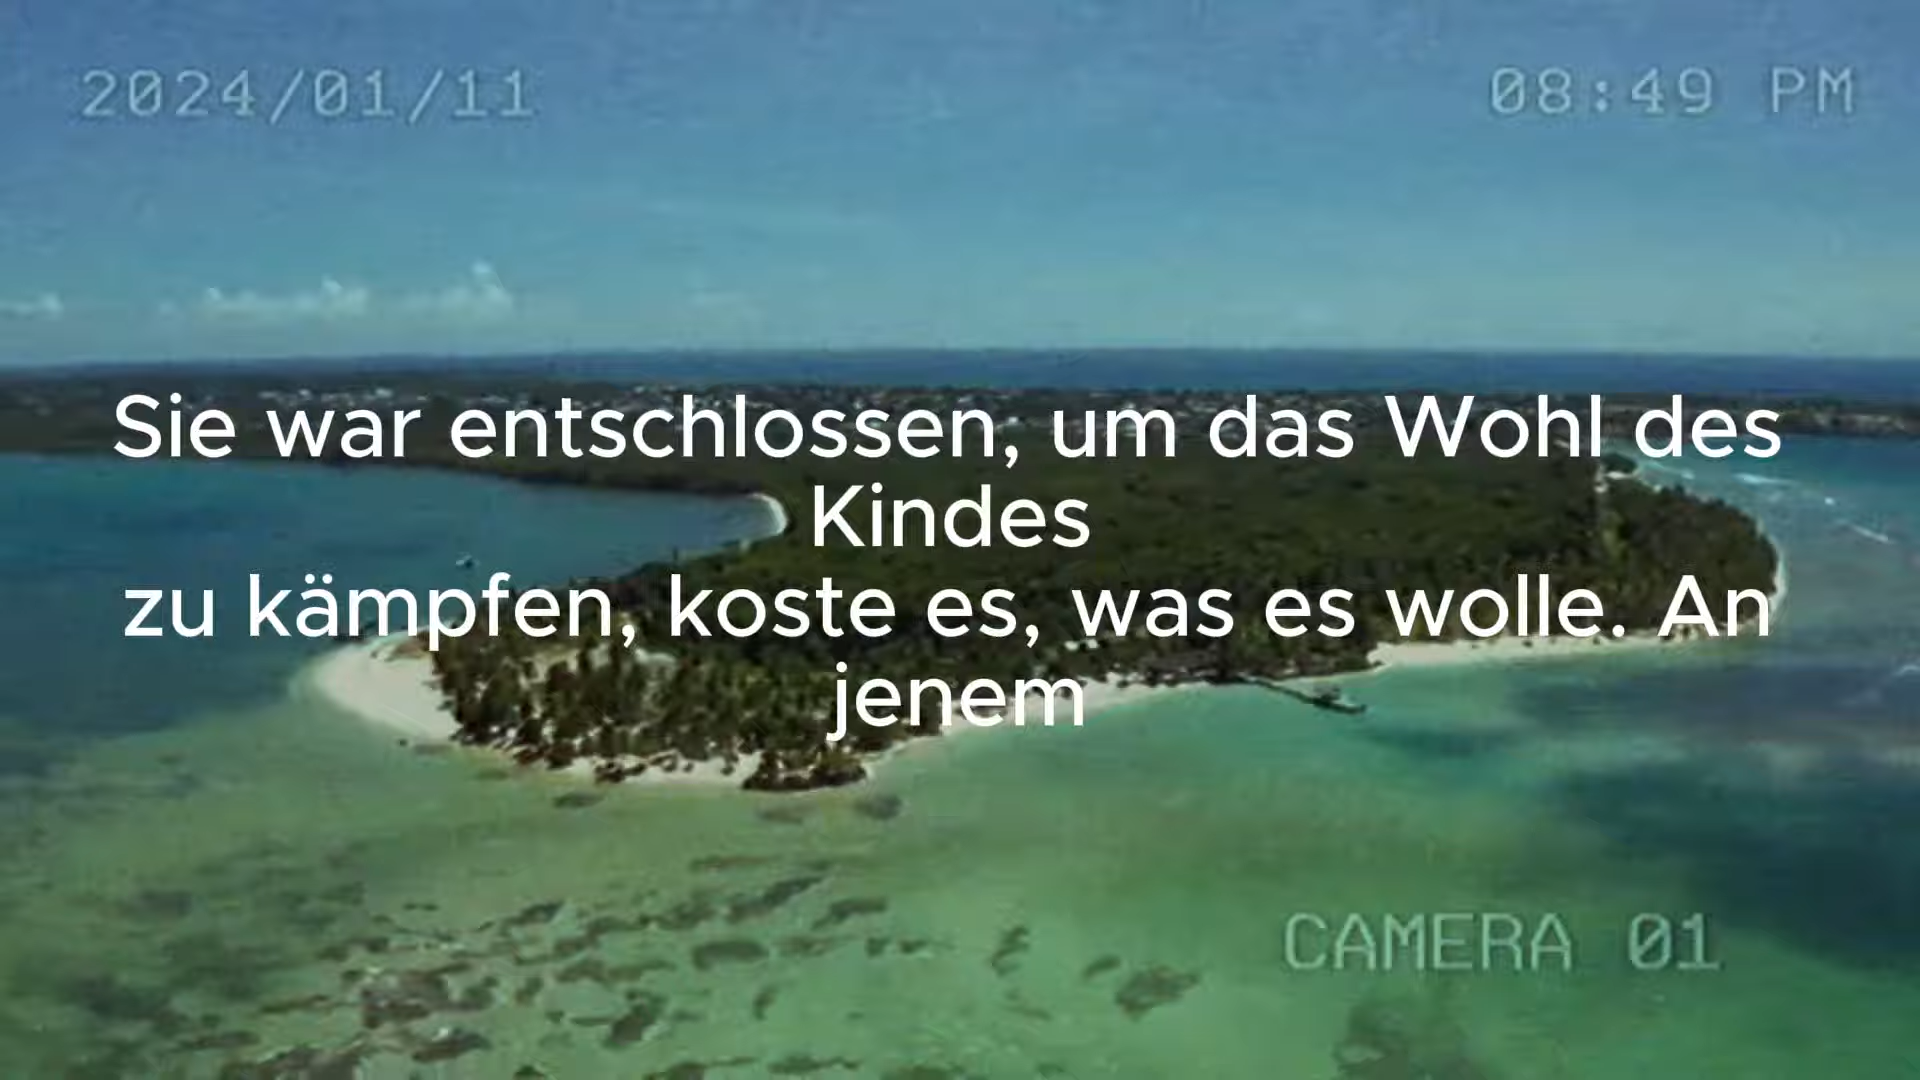 2024/01/11
08:49 PM
Sie war entschlossen, um das Wohl des
Kindes
zu kämpfen, koste es, was es wolle. An
jenem
CAMERA 01